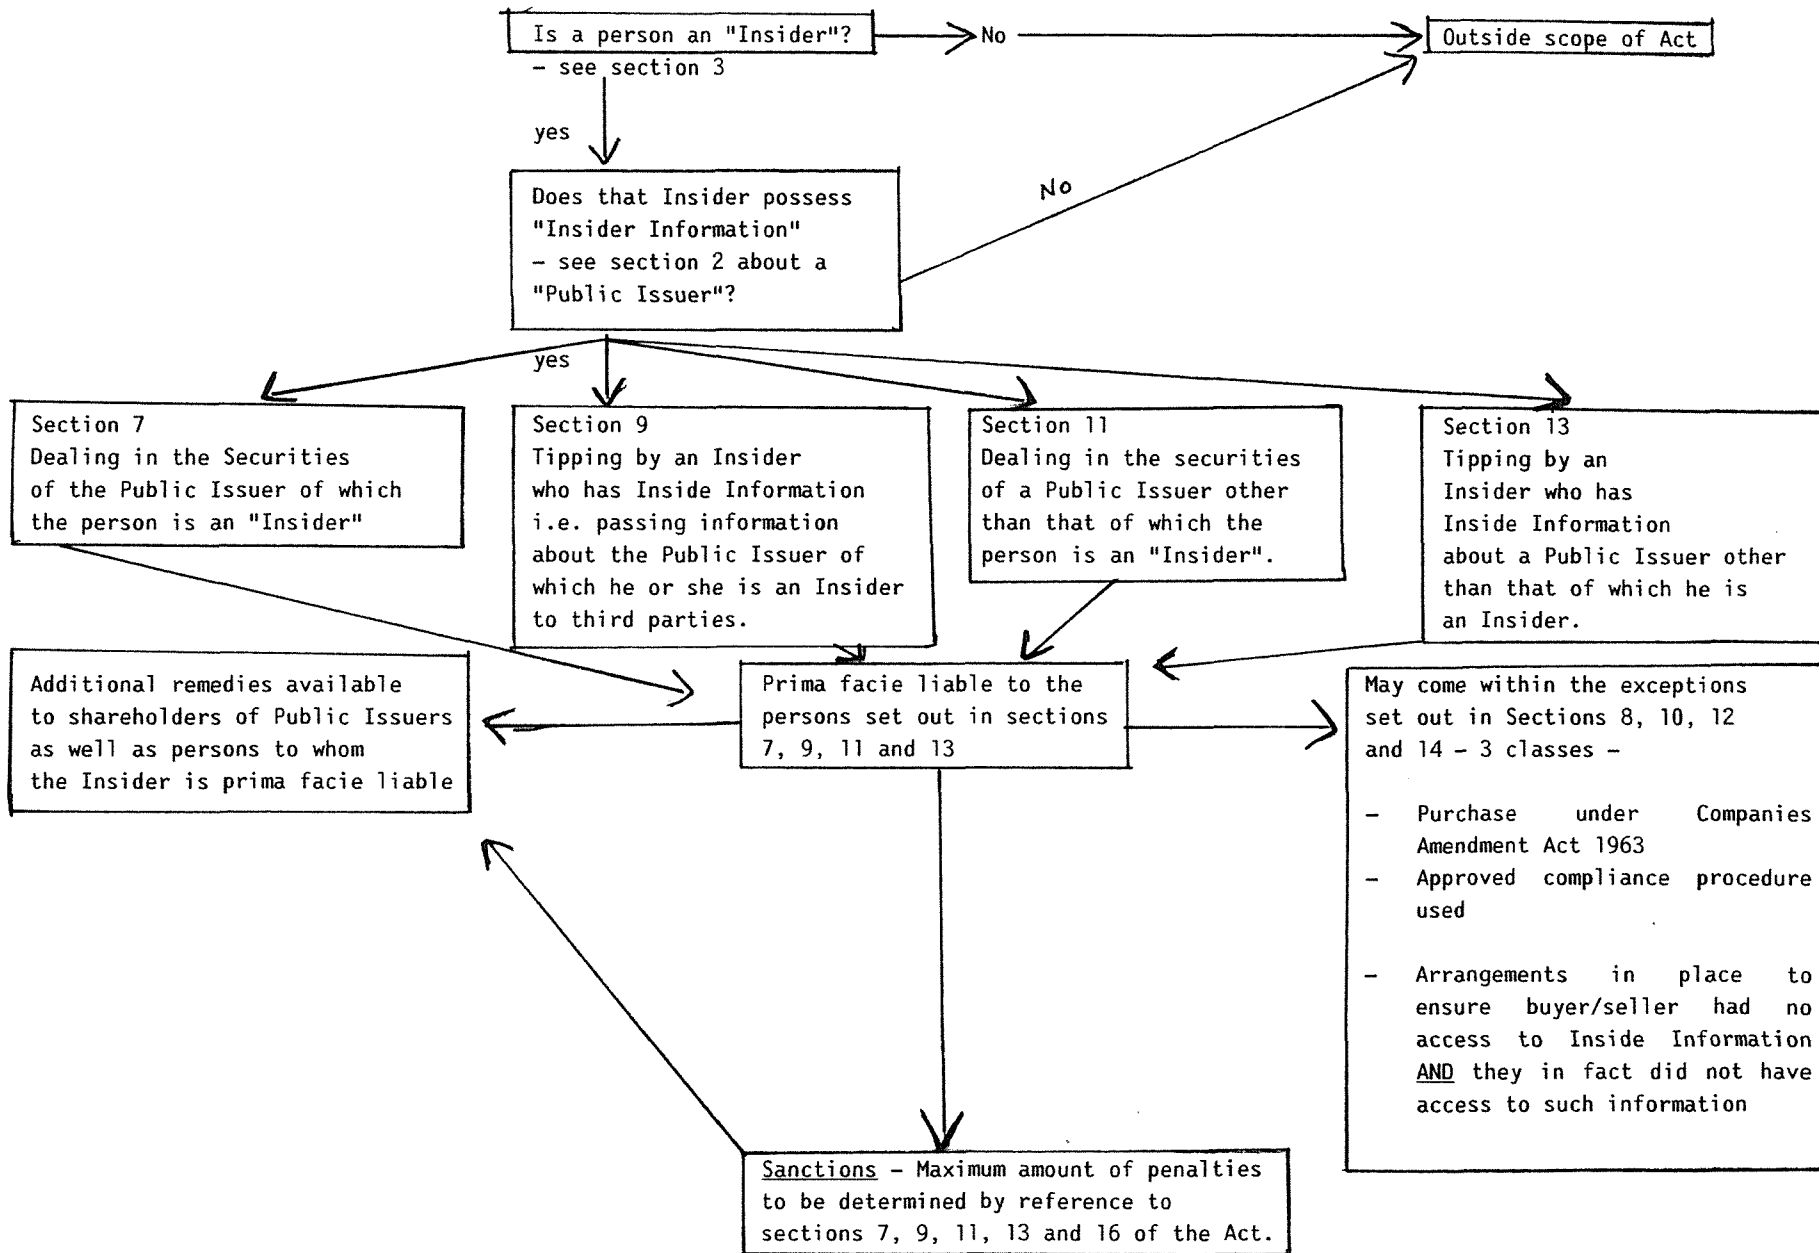 Is a person an "Insider"?
No
Outside scope of Act
– see section 3
yes
Does that Insider possess
"Insider Information"
– see section 2 about a
"Public Issuer"?
No
yes
Section 7
Dealing in the Securities
of the Public Issuer of which
the person is an "Insider"
Section 9
Tipping by an Insider
who has Inside Information
i.e. passing information
about the Public Issuer of
which he or she is an Insider
to third parties.
Section 11
Dealing in the securities
of a Public Issuer other
than that of which the
person is an "Insider".
Section 13
Tipping by an
Insider who has
Inside Information
about a Public Issuer other
than that of which he is
an Insider.
Additional remedies available
to shareholders of Public Issuers
as well as persons to whom
the Insider is prima facie liable
Prima facie liable to the
persons set out in sections
7, 9, 11 and 13
May come within the exceptions
set out in Sections 8, 10, 12
and 14 – 3 classes –
– Purchase under Companies
Amendment Act 1963
– Approved compliance procedure
used
– Arrangements in place to
ensure buyer/seller had no
access to Inside Information
AND they in fact did not have
access to such information
Sanctions – Maximum amount of penalties
to be determined by reference to
sections 7, 9, 11, 13 and 16 of the Act.